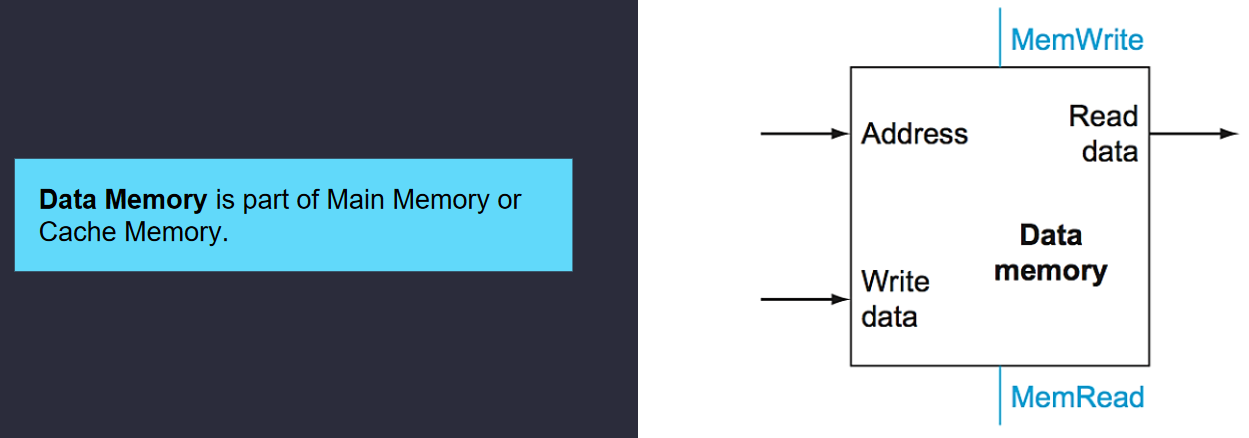 Data Memory is part of Main Memory or
Cache Memory.
MemWrite
Address
Read
data
Data
memory
Write
data
MemRead